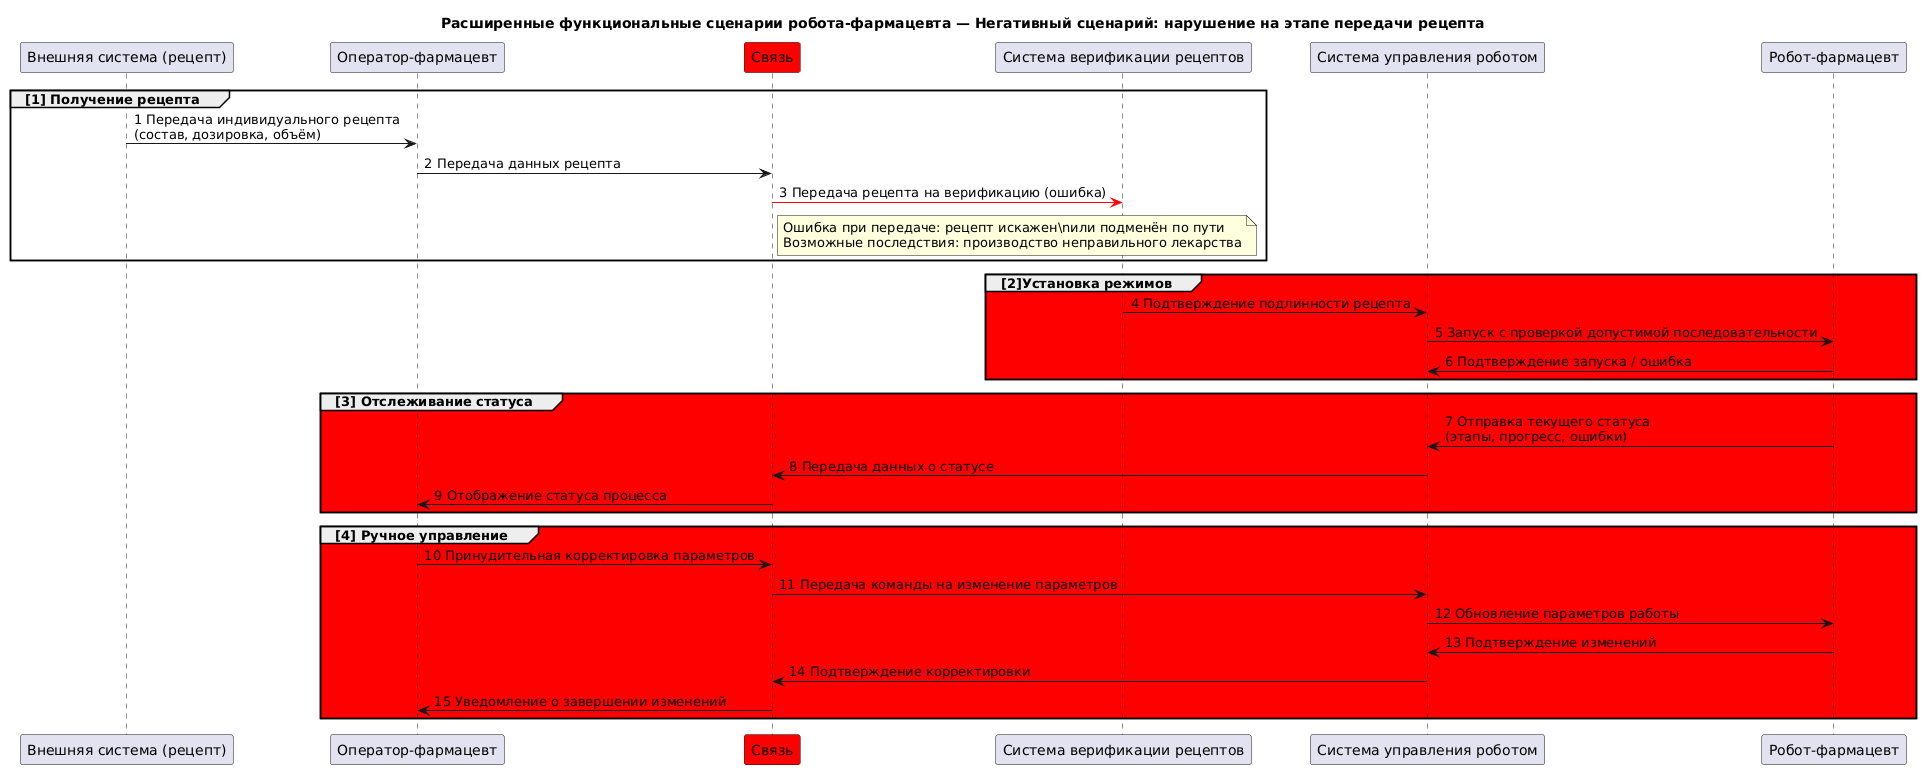 Расширенные функциональные сценарии робота-фармацевта — Негативный сценарий: нарушение на этапе передачи рецепта
Внешняя система (рецепт)
Оператор-фармацевт
Связь
Система верификации рецептов
Система управления роботом
Робот-фармацевт
[1] Получение рецепта
1 Передача индивидуального рецепта
(состав, дозировка, объём)
2 Передача данных рецепта
3 Передача рецепта на верификацию (ошибка)
Ошибка при передаче: рецепт искажен\nили подменён по пути
Возможные последствия: производство неправильного лекарства
[2]Установка режимов
4 Подтверждение подлинности рецепта
5 Запуск с проверкой допустимой последовательности
6 Подтверждение запуска / ошибка
[3] Отслеживание статуса
7 Отправка текущего статуса
(этапы, прогресс, ошибки)
8 Передача данных о статусе
9 Отображение статуса процесса
[4] Ручное управление
10 Принудительная корректировка параметров
11 Передача команды на изменение параметров
12 Обновление параметров работы
13 Подтверждение изменений
14 Подтверждение корректировки
15 Уведомление о завершении изменений
Внешняя система (рецепт)
Оператор-фармацевт
Связь
Система верификации рецептов
Система управления роботом
Робот-фармацевт